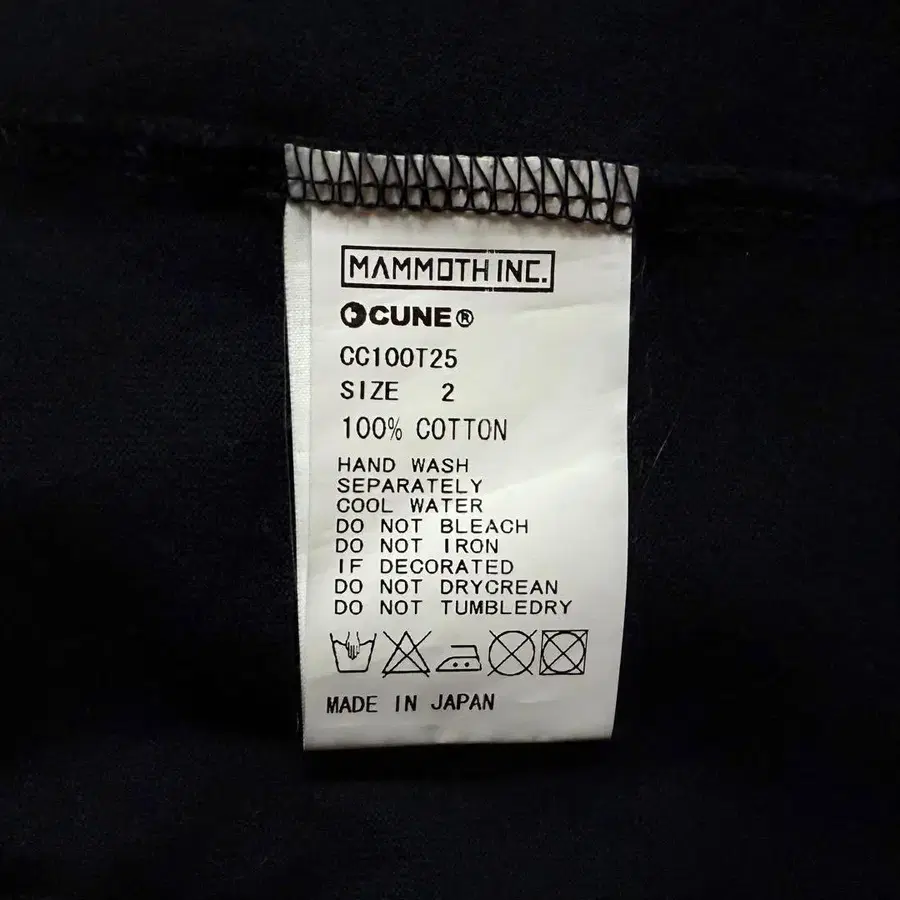 MAMMOTH INC.
CUNE®
CC100T25
SIZE 2
100% COTTON
HAND WASH
SEPARATELY
COOL WATER
DO NOT BLEACH
DO NOT IRON
IF DECORATED
DO NOT DRYCREAN
DO NOT TUMBLEDRY
MADE IN JAPAN